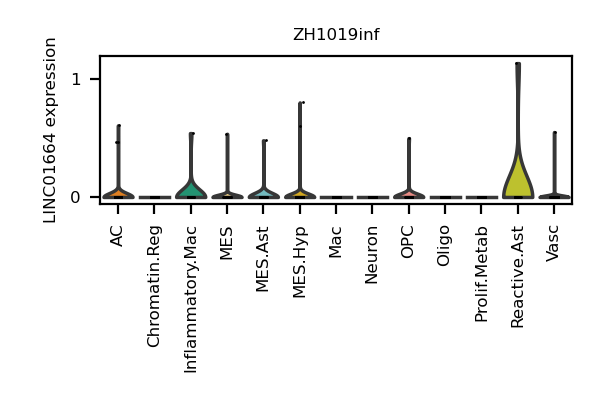 ZH1019inf
LINC01664 expression
1
0
AC
Chromatin.Reg
Inflammatory.Mac
MES
MES.Ast
MES.Hyp
Mac
Neuron
OPC
Oligo
Prolif.Metab
Reactive.Ast
Vasc